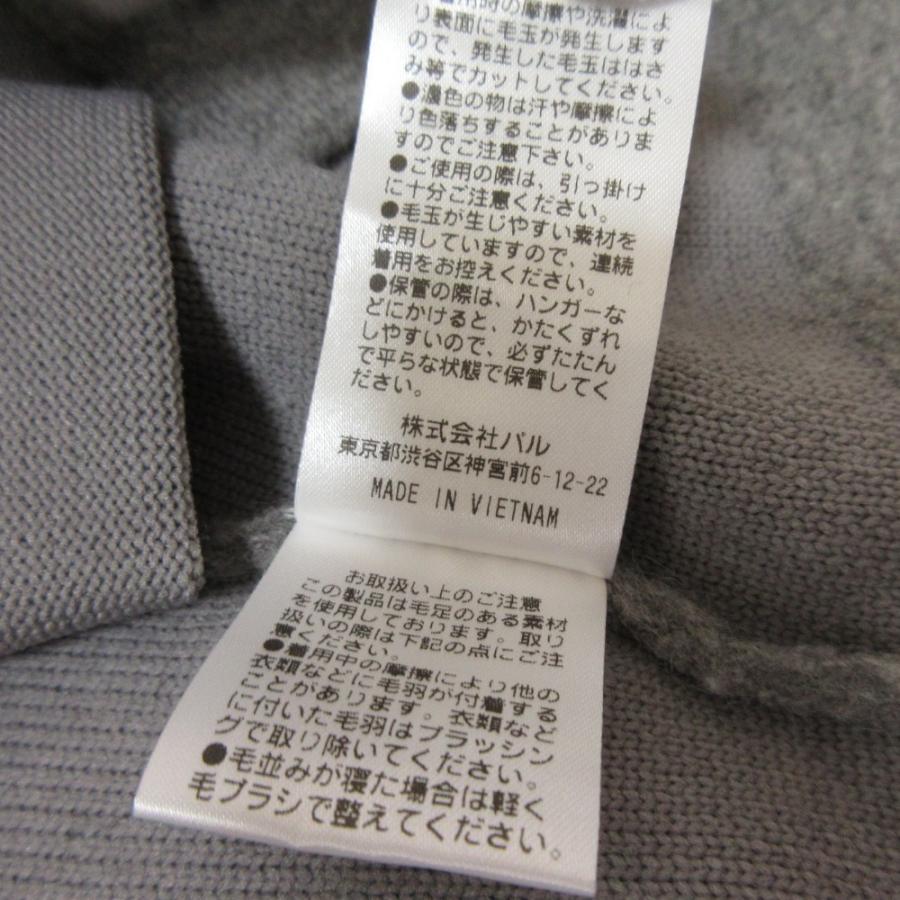 着用時の摩擦や洗濯によ
り表面に毛玉が発生します
ので、発生した毛玉ははさ
み等でカットしてください。
●濃色の物は汗や摩擦によ
り色落ちすることがありま
すのでご注意下さい。
●ご使用の際は、引っ掛け
に十分ご注意ください。
●毛玉が生じやすい素材を
使用していますので、連続
着用をお控えください。
●保管の際は、ハンガーな
どにかけると、かたくずれ
しやすいので、必ずたたん
で平らな状態で保管してく
ださい。
株式会社パル
東京都渋谷区神宮前6-12-22
MADE IN VIETNAM
お取扱い上のご注意
この製品は毛足のある素材
を使用しております。取り
扱いの際は下記の点にご注
意ください。
●着用中の摩擦により他の
衣類などに毛羽が付着する
ことがあります。衣類など
に付いた毛羽はブラッシン
グで取り除いてください。
●毛並みが寝た場合は軽く
毛ブラシで整えてください。